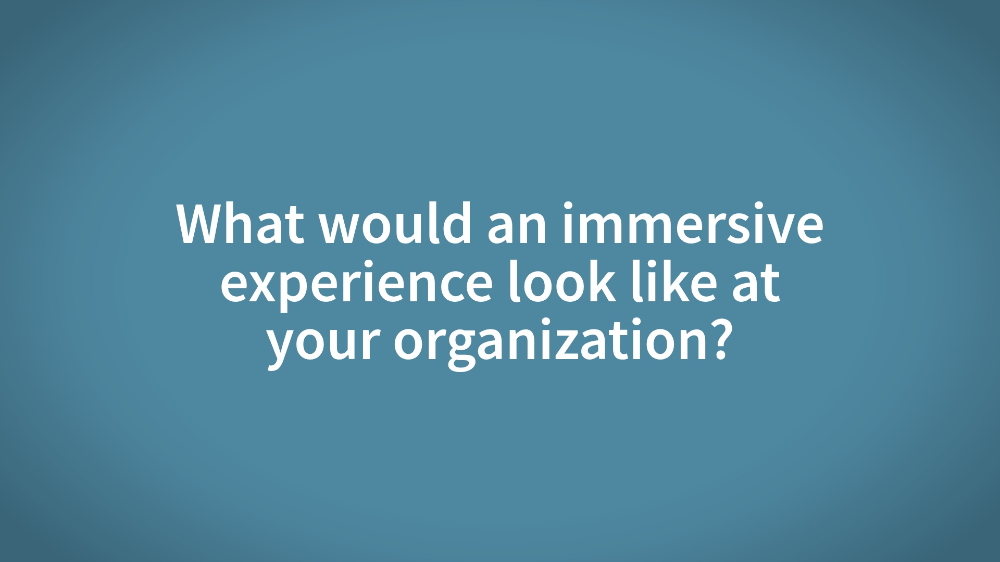 What would an immersive
experience look like at
your organization?